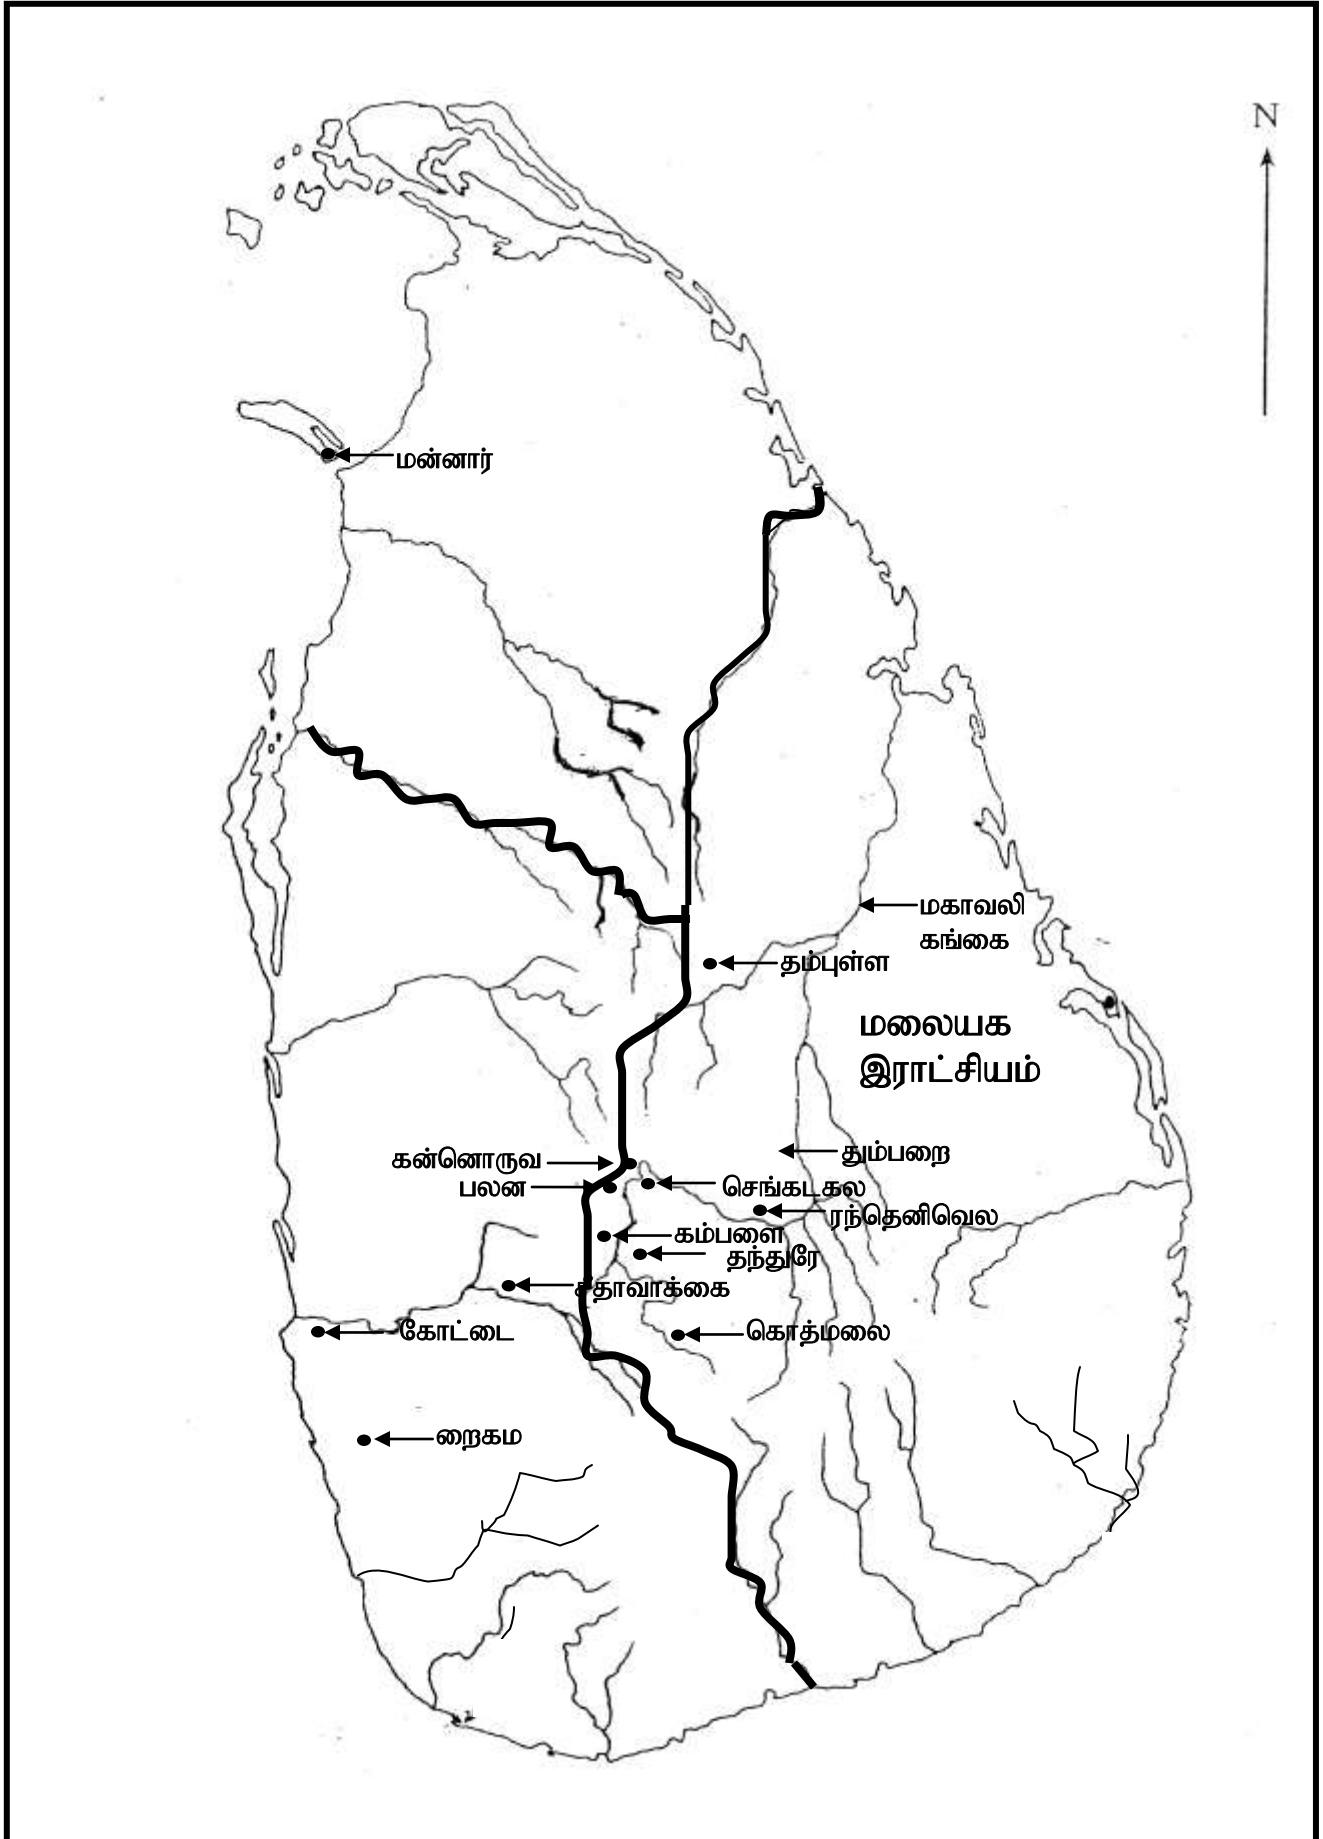 N
மன்னார்
மகாவலி
கங்கை
தம்புள்ள
மலையக
இராட்சியம்
தும்பறை
கன்னொருவ
பலன
செங்கடகல
ரந்தெனிவெல
கம்பளை
தந்துரே
சீதாவாக்கை
கோட்டை
கொத்மலை
றைகம